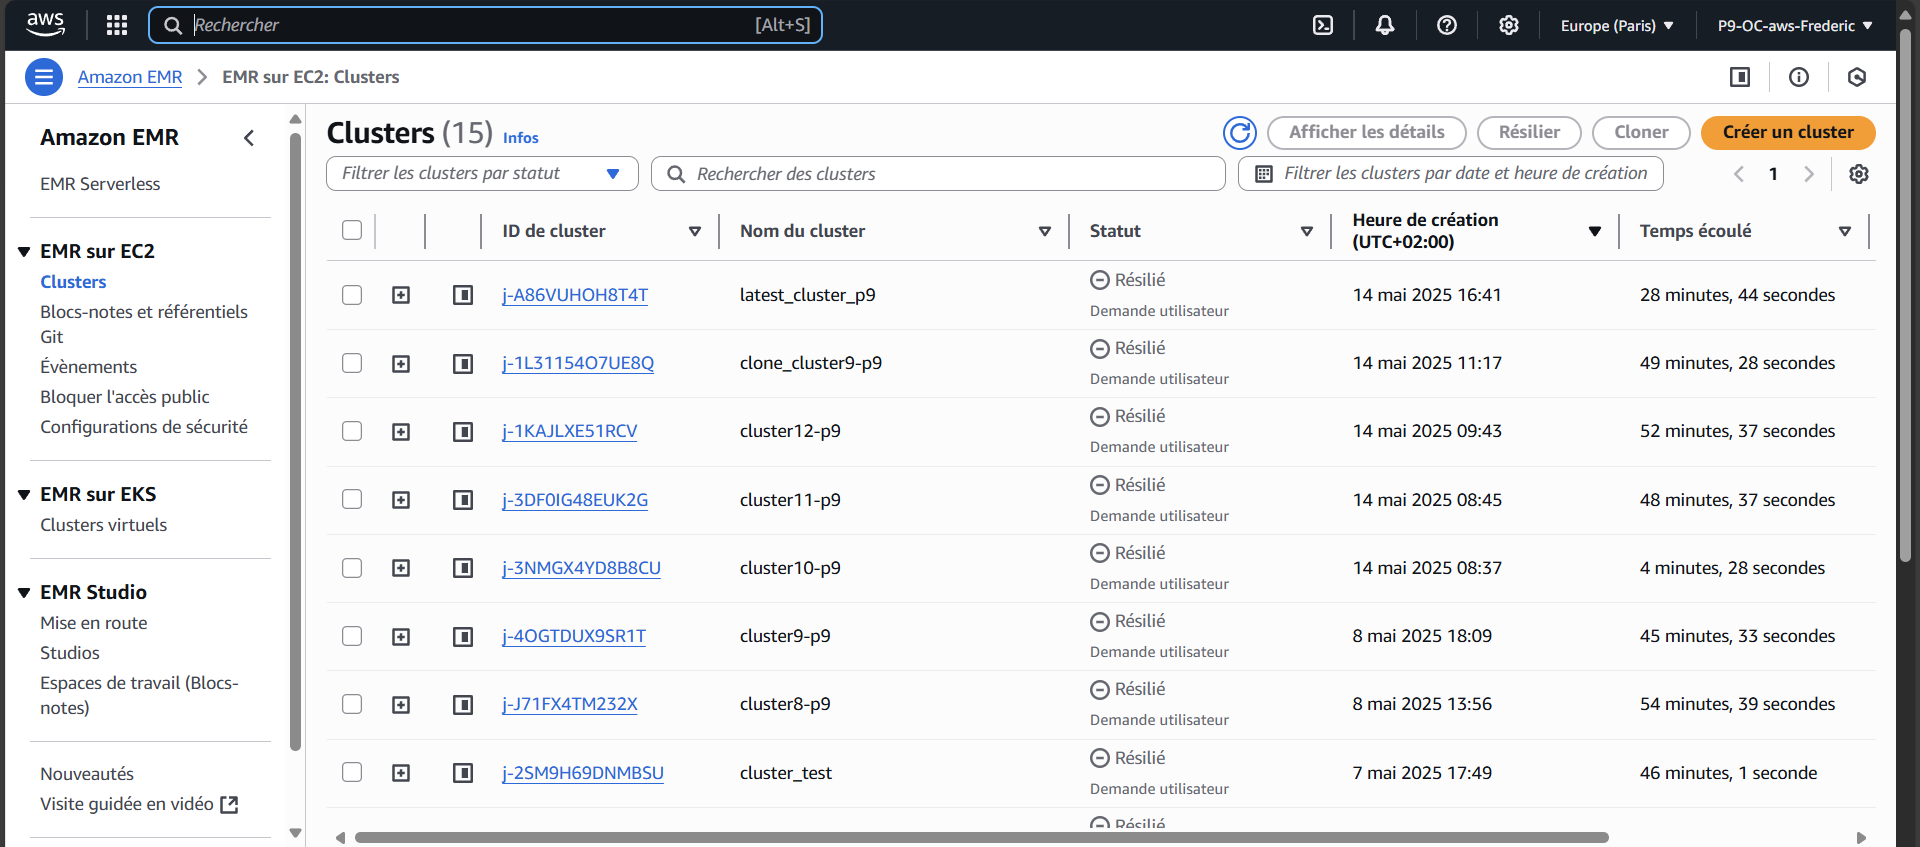 aws
Rechercher [Alt+S]
Europe (Paris)
P9-OC-aws-Frederic
Amazon EMR
EMR sur EC2: Clusters
Amazon EMR
EMR Serverless
EMR sur EC2
Clusters
Blocs-notes et référentiels
Git
Évènements
Bloquer l'accès public
Configurations de sécurité
EMR sur EKS
Clusters virtuels
EMR Studio
Mise en route
Studios
Espaces de travail (Blocs-
notes)
Nouveautés
Visite guidée en vidéo
Clusters (15) Infos
Afficher les détails
Résilier
Cloner
Créer un cluster
Filtrer les clusters par statut
Rechercher des clusters
Filtrer les clusters par date et heure de création
1
ID de cluster
Nom du cluster
Statut
Heure de création
(UTC+02:00)
Temps écoulé
j-A86VUHOH8T4T
latest_cluster_p9
Résilié
Demande utilisateur
14 mai 2025 16:41
28 minutes, 44 secondes
j-1L31154O7UE8Q
clone_cluster9-p9
Résilié
Demande utilisateur
14 mai 2025 11:17
49 minutes, 28 secondes
j-1KAJLXE51RCV
cluster12-p9
Résilié
Demande utilisateur
14 mai 2025 09:43
52 minutes, 37 secondes
j-3DF0IG48EUK2G
cluster11-p9
Résilié
Demande utilisateur
14 mai 2025 08:45
48 minutes, 37 secondes
j-3NMGX4YD8B8CU
cluster10-p9
Résilié
Demande utilisateur
14 mai 2025 08:37
4 minutes, 28 secondes
j-4OGTDUX9SR1T
cluster9-p9
Résilié
Demande utilisateur
8 mai 2025 18:09
45 minutes, 33 secondes
j-J71FX4TM232X
cluster8-p9
Résilié
Demande utilisateur
8 mai 2025 13:56
54 minutes, 39 secondes
j-2SM9H69DNMBSU
cluster_test
Résilié
Demande utilisateur
7 mai 2025 17:49
46 minutes, 1 seconde
Résilié